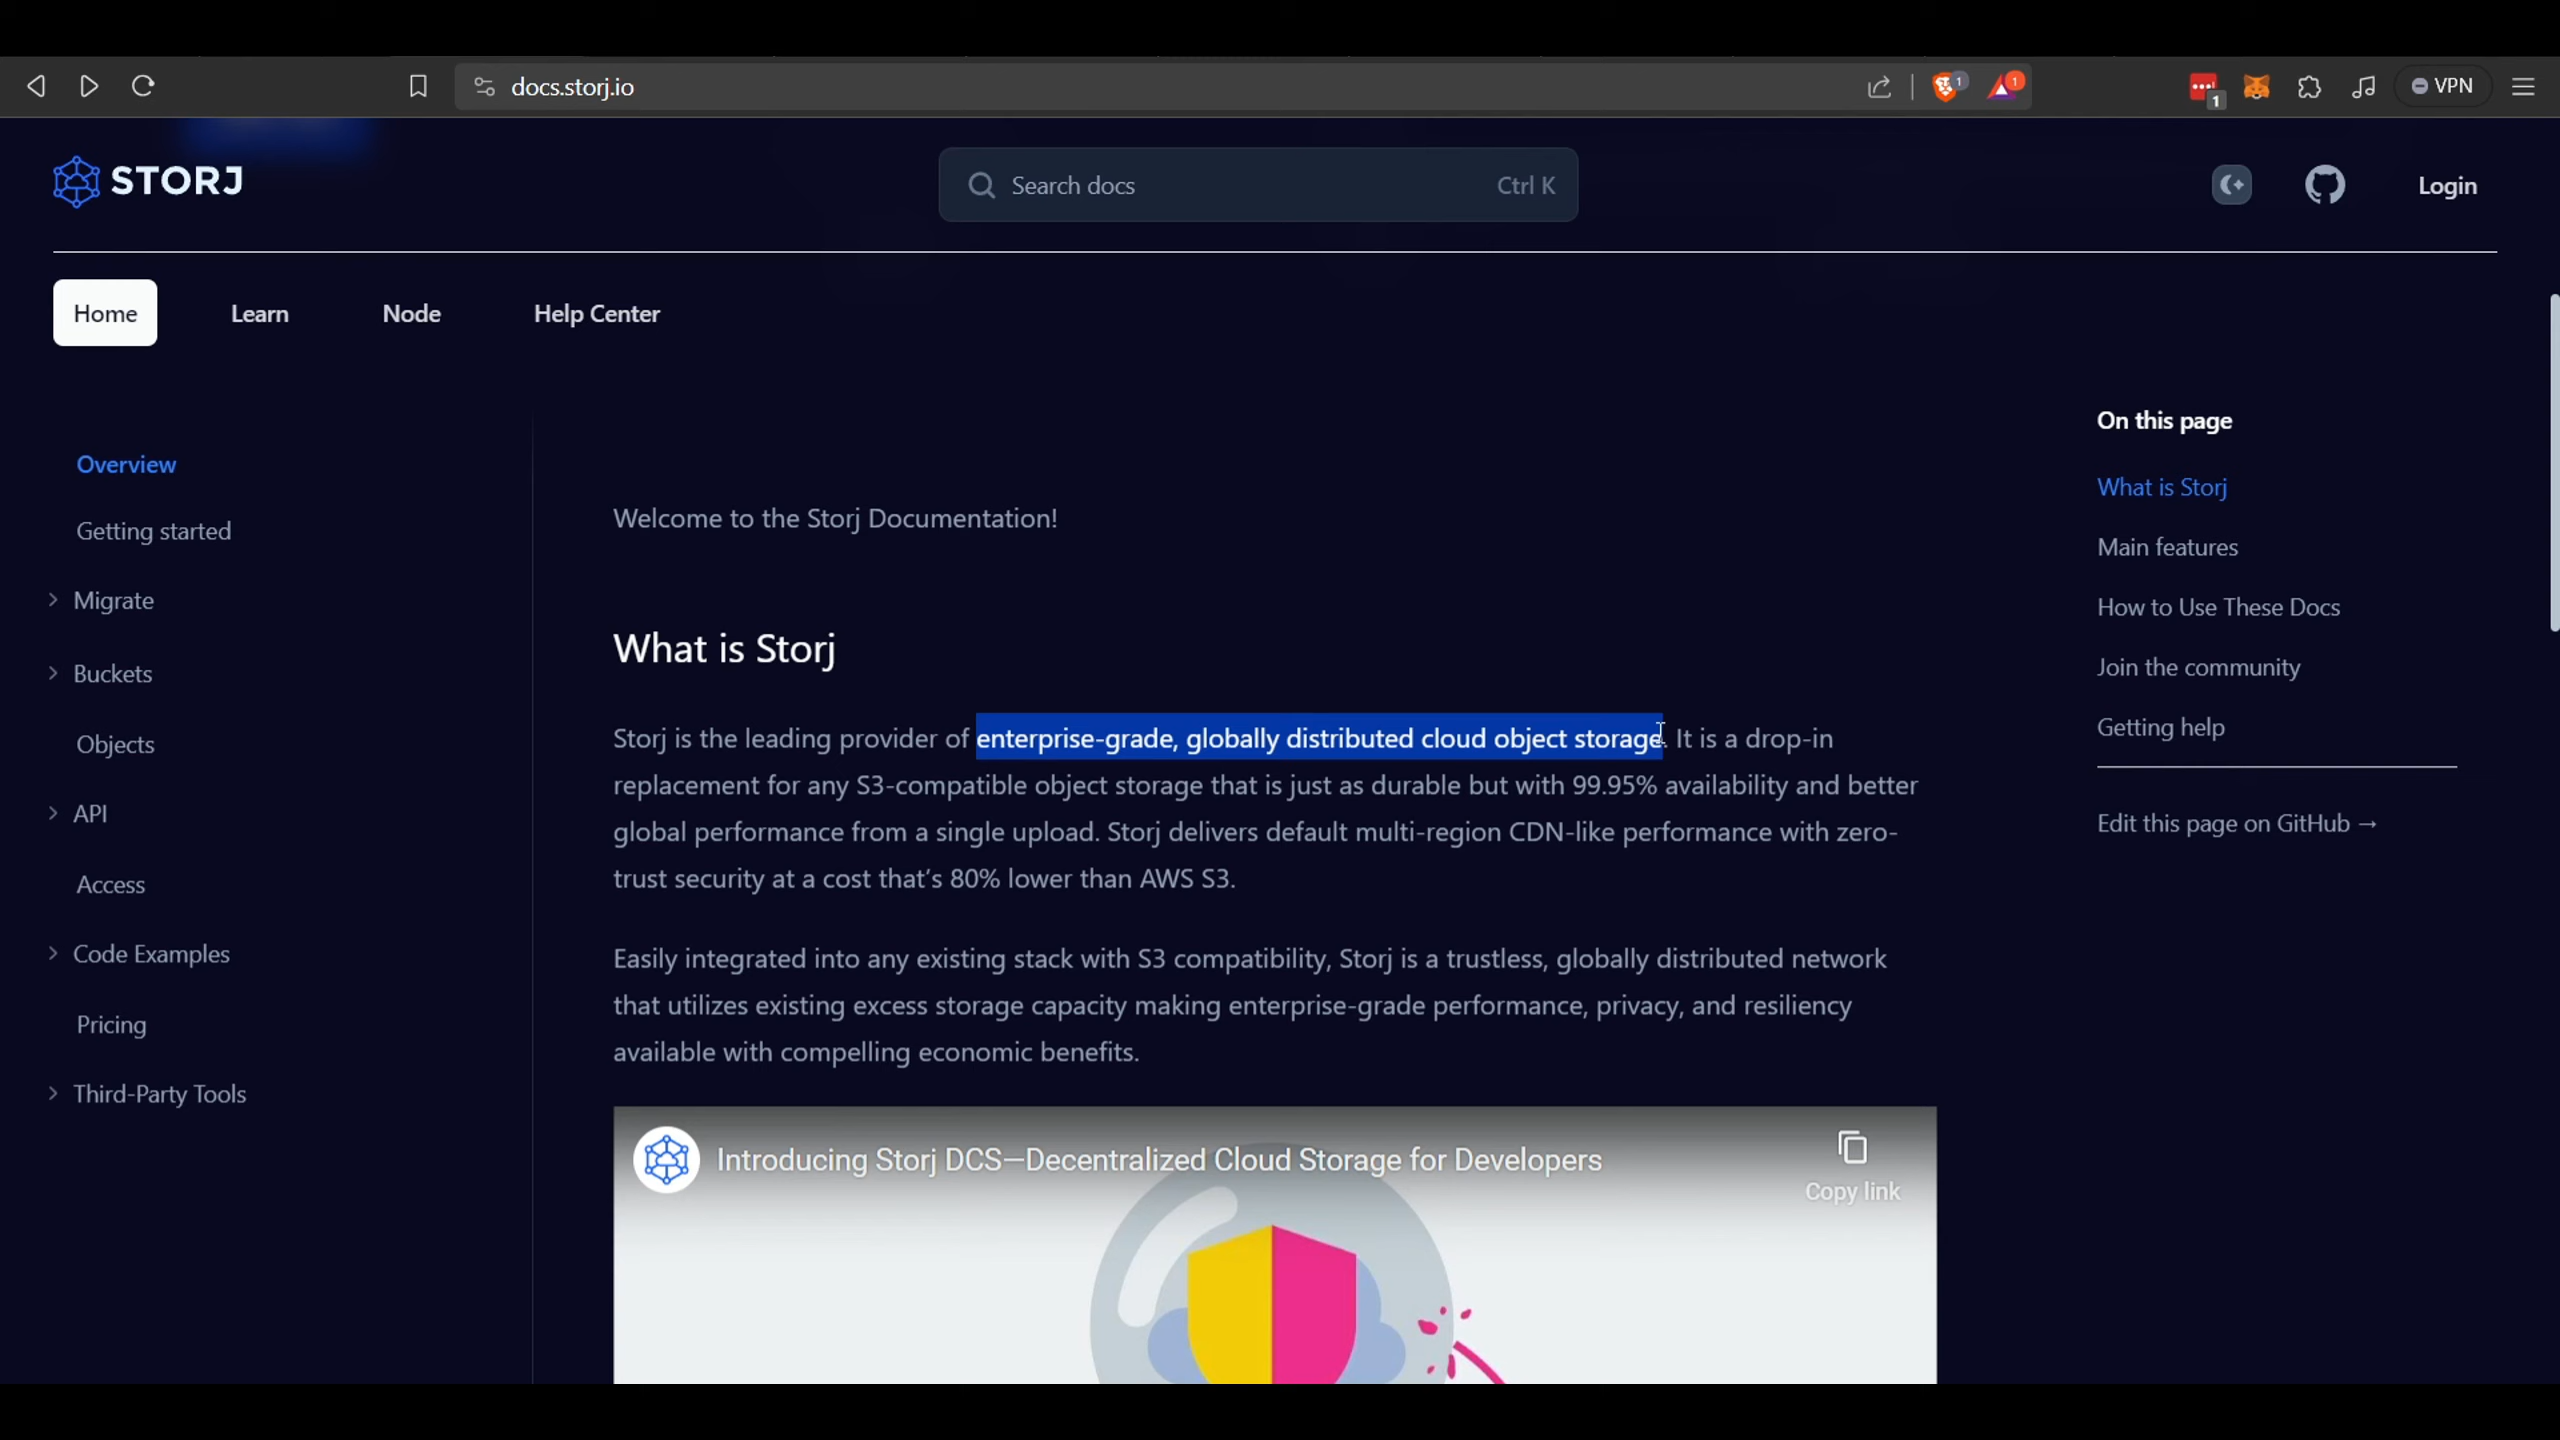 docs.storj.io
1
1
1
VPN
STORJ
Search docs
Ctrl K
Login
Home
Learn
Node
Help Center
Overview
Getting started
Migrate
Buckets
Objects
API
Access
Code Examples
Pricing
Third-Party Tools
Welcome to the Storj Documentation!
What is Storj
Storj is the leading provider of enterprise-grade, globally distributed cloud object storage. It is a drop-in
replacement for any S3-compatible object storage that is just as durable but with 99.95% availability and better
global performance from a single upload. Storj delivers default multi-region CDN-like performance with zero-
trust security at a cost that’s 80% lower than AWS S3.
Easily integrated into any existing stack with S3 compatibility, Storj is a trustless, globally distributed network
that utilizes existing excess storage capacity making enterprise-grade performance, privacy, and resiliency
available with compelling economic benefits.
Introducing Storj DCS—Decentralized Cloud Storage for Developers
Copy link
On this page
What is Storj
Main features
How to Use These Docs
Join the community
Getting help
Edit this page on GitHub →